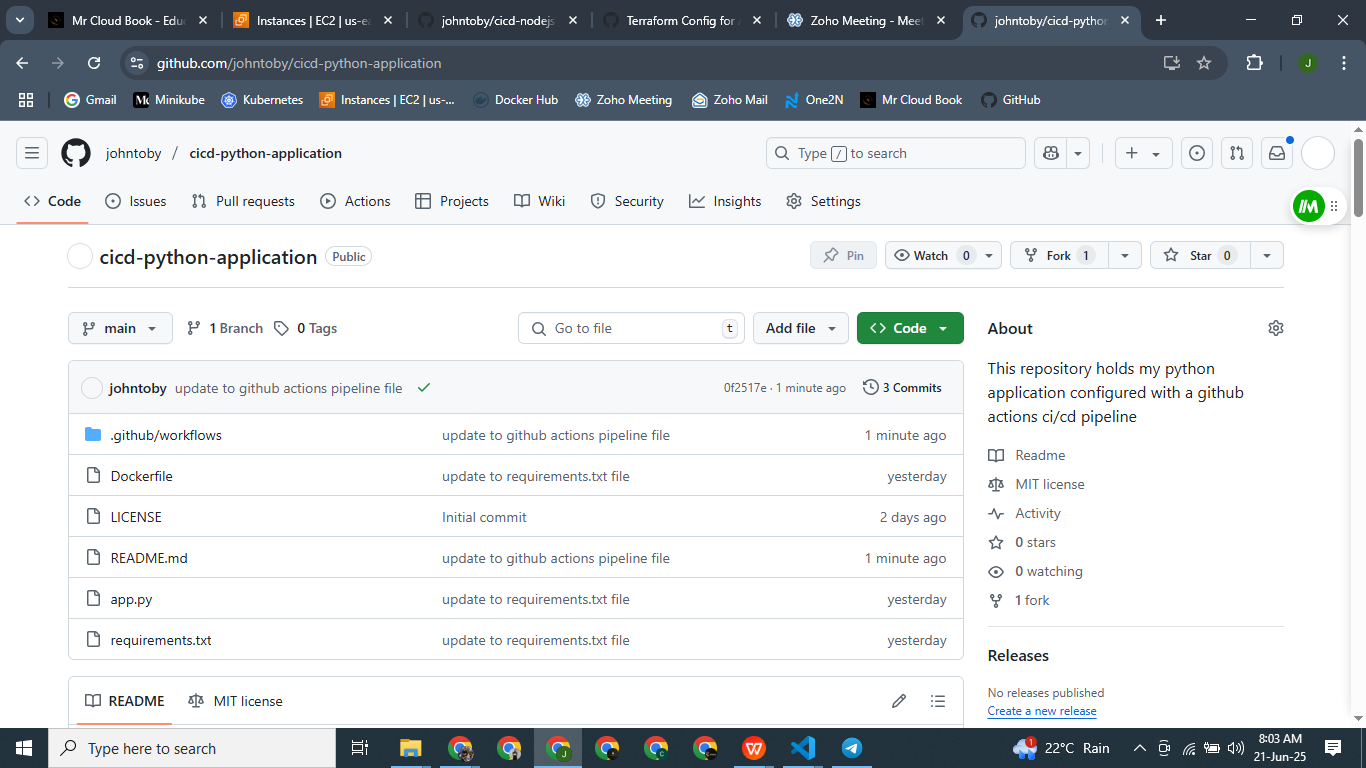 Mr Cloud Book - Edu
Instances | EC2 | us-ea
johntoby/cicd-nodejs
Terraform Config for A
Zoho Meeting - Meet
johntoby/cicd-python
github.com/johntoby/cicd-python-application
J
Gmail
Minikube
Kubernetes
Instances | EC2 | us-...
Docker Hub
Zoho Meeting
Zoho Mail
One2N
Mr Cloud Book
GitHub
johntoby / cicd-python-application
Type / to search
Code
Issues
Pull requests
Actions
Projects
Wiki
Security
Insights
Settings
cicd-python-application Public
Pin
Watch 0
Fork 1
Star 0
main
1 Branch
0 Tags
Go to file t
Add file
Code
About
This repository holds my python
application configured with a github
actions ci/cd pipeline
johntoby update to github actions pipeline file 0f2517e · 1 minute ago 3 Commits
.github/workflows update to github actions pipeline file 1 minute ago
Dockerfile update to requirements.txt file yesterday
LICENSE Initial commit 2 days ago
README.md update to github actions pipeline file 1 minute ago
app.py update to requirements.txt file yesterday
requirements.txt update to requirements.txt file yesterday
Readme
MIT license
Activity
0 stars
0 watching
1 fork
Releases
No releases published
Create a new release
README
MIT license
Type here to search
J
1
22°C Rain
8:03 AM
21-Jun-25